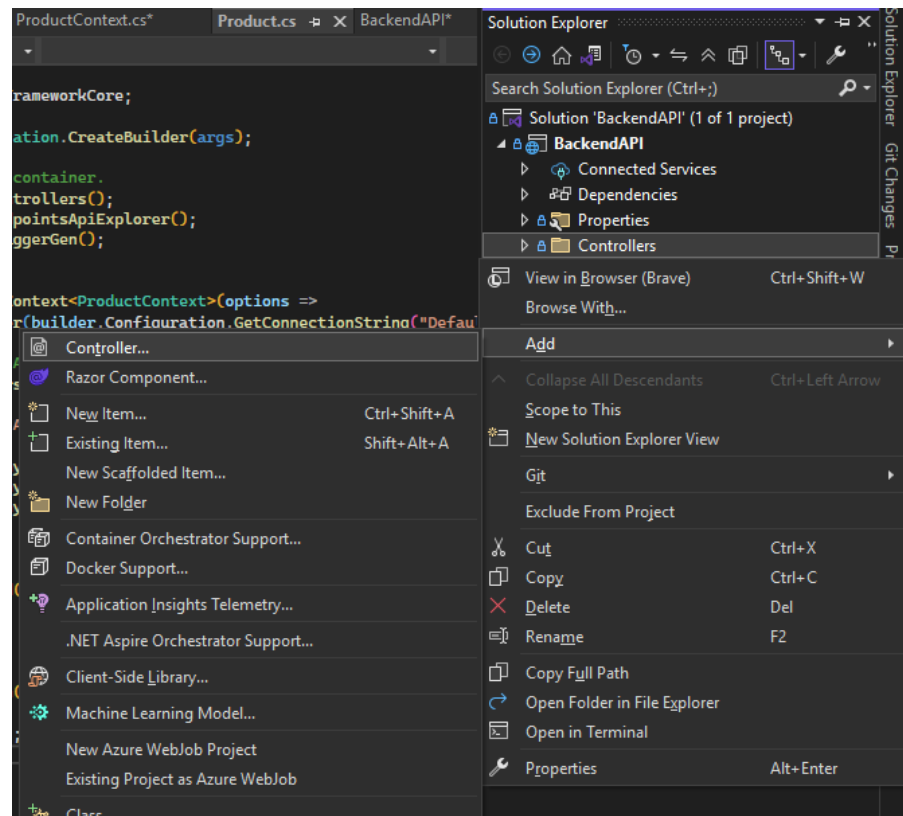 ProductContext.cs*
Product.cs
BackendAPI*
rameworkCore;
ation.CreateBuilder(args);
container.
trollers();
pointsApiExplorer();
ggerGen();
ontext<ProductContext>(options =>
r(builder.Configuration.GetConnectionString("Defau
Controller...
Razor Component...
New Item... Ctrl+Shift+A
Existing Item... Shift+Alt+A
New Scaffolded Item...
New Folder
Container Orchestrator Support...
Docker Support...
Application Insights Telemetry...
.NET Aspire Orchestrator Support...
Client-Side Library...
Machine Learning Model...
New Azure WebJob Project
Existing Project as Azure WebJob
Class
Solution Explorer
Search Solution Explorer (Ctrl+;)
Solution 'BackendAPI' (1 of 1 project)
BackendAPI
Connected Services
Dependencies
Properties
Controllers
View in Browser (Brave) Ctrl+Shift+W
Browse With...
Add
Collapse All Descendants Ctrl+Left Arrow
Scope to This
New Solution Explorer View
Git
Exclude From Project
Cut Ctrl+X
Copy Ctrl+C
Delete Del
Rename F2
Copy Full Path
Open Folder in File Explorer
Open in Terminal
Properties Alt+Enter
Solution Explorer
Git Changes
Pr